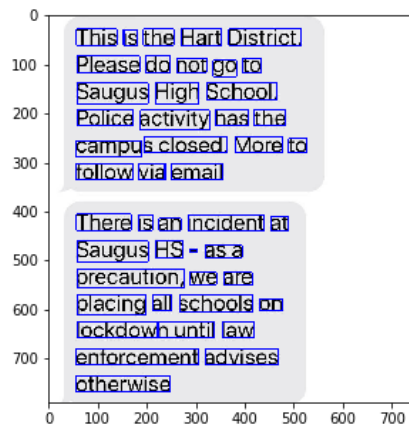 0
100
200
300
400
500
600
700
This is the Hart District.
Please do not go to
Saugus High School.
Police activity has the
campus closed. More to
follow via email
There is an incident at
Saugus HS - as a
precaution, we are
placing all schools on
lockdown until law
enforcement advises
otherwise
0 100 200 300 400 500 600 700